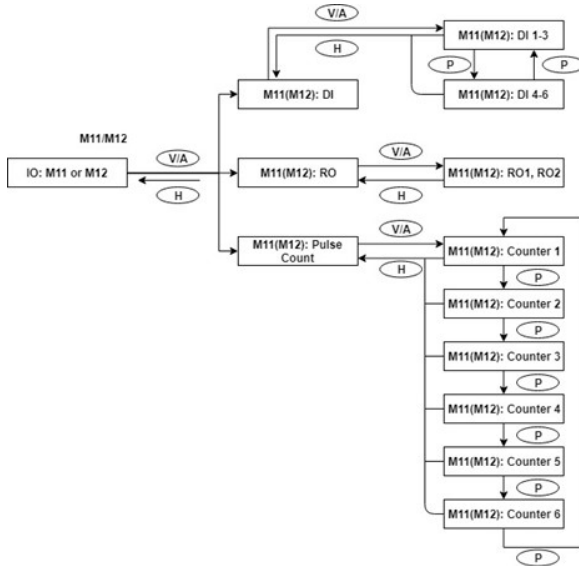 V/A
M11(M12): DI 1-3
H
P
P
M11(M12): DI
M11(M12): DI 4-6
M11/M12
V/A
V/A
IO: M11 or M12
M11(M12): RO
M11(M12): RO1, RO2
H
H
V/A
M11(M12): Pulse
Count
M11(M12): Counter 1
H
P
M11(M12): Counter 2
P
M11(M12): Counter 3
P
M11(M12): Counter 4
P
M11(M12): Counter 5
P
M11(M12): Counter 6
P